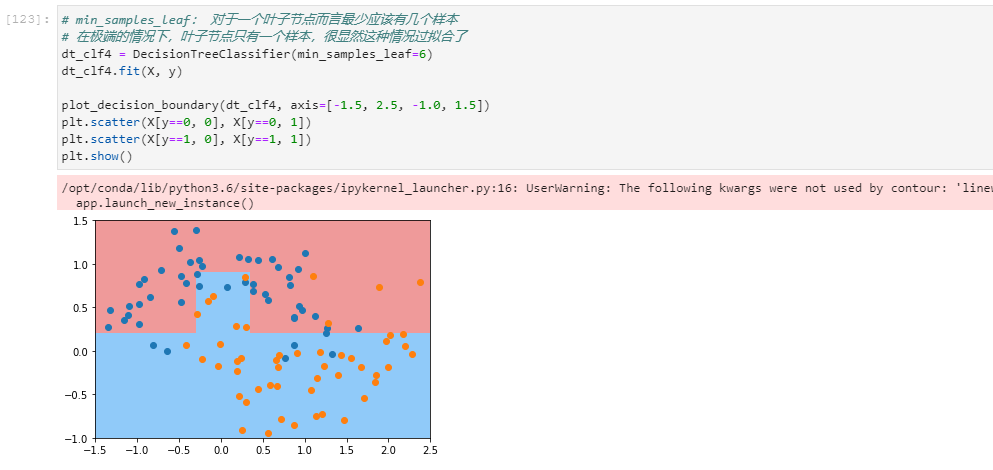 [123]:
# min_samples_leaf: 对于一个叶子节点而言最少应该有几个样本
# 在极端的情况下，叶子节点只有一个样本，很显然这种情况过拟合了
dt_clf4 = DecisionTreeClassifier(min_samples_leaf=6)
dt_clf4.fit(X, y)
plot_decision_boundary(dt_clf4, axis=[-1.5, 2.5, -1.0, 1.5])
plt.scatter(X[y==0, 0], X[y==0, 1])
plt.scatter(X[y==1, 0], X[y==1, 1])
plt.show()
/opt/conda/lib/python3.6/site-packages/ipykernel_launcher.py:16: UserWarning: The following kwargs were not used by contour: 'linew
app.launch_new_instance()
1.5
1.0
0.5
0.0
−0.5
−1.0
−1.5 −1.0 −0.5 0.0 0.5 1.0 1.5 2.0 2.5